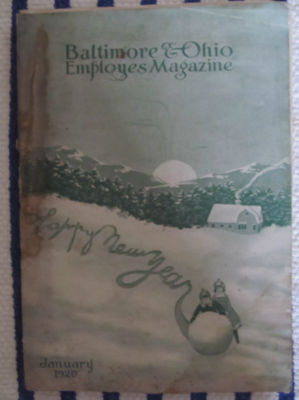 Baltimore & Ohio
Employes Magazine
Happy New Year
January
1920